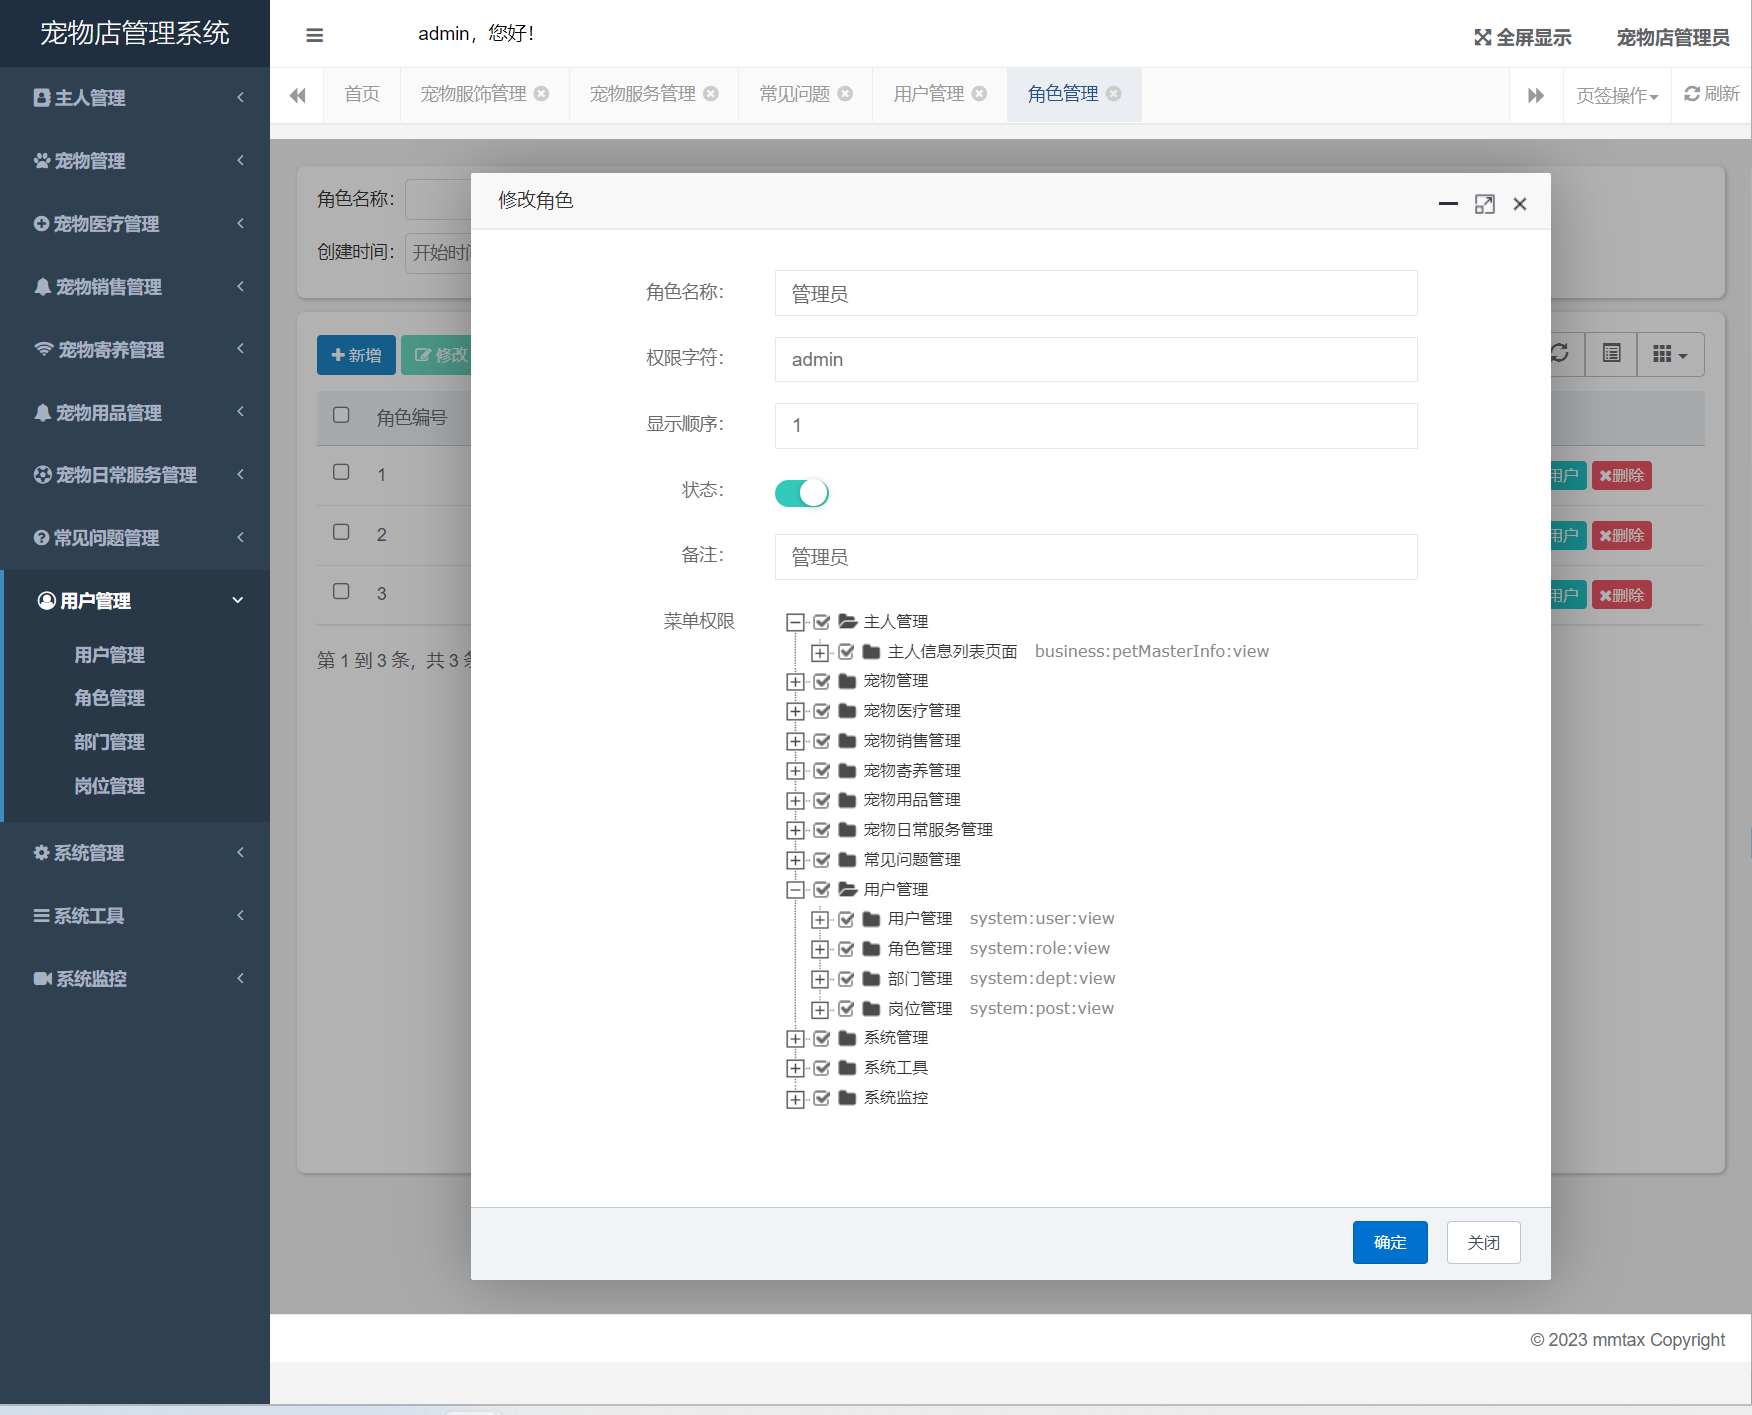 宠物店管理系统
admin，您好！
全屏显示
宠物店管理员
首页
宠物服饰管理
宠物服务管理
常见问题
用户管理
角色管理
页签操作
刷新
主人管理
宠物管理
宠物医疗管理
宠物销售管理
宠物寄养管理
宠物用品管理
宠物日常服务管理
常见问题管理
用户管理
用户管理
角色管理
部门管理
岗位管理
系统管理
系统工具
系统监控
角色名称：
创建时间：
开始时
新增
修改
角色编号
1
2
3
第 1 到 3 条，共 3
用户
删除
用户
删除
用户
删除
修改角色
角色名称：
管理员
权限字符：
admin
显示顺序：
1
状态：
备注：
管理员
菜单权限
主人管理
主人信息列表页面 business:petMasterInfo:view
宠物管理
宠物医疗管理
宠物销售管理
宠物寄养管理
宠物用品管理
宠物日常服务管理
常见问题管理
用户管理
用户管理 system:user:view
角色管理 system:role:view
部门管理 system:dept:view
岗位管理 system:post:view
系统管理
系统工具
系统监控
确定
关闭
© 2023 mmtax Copyright